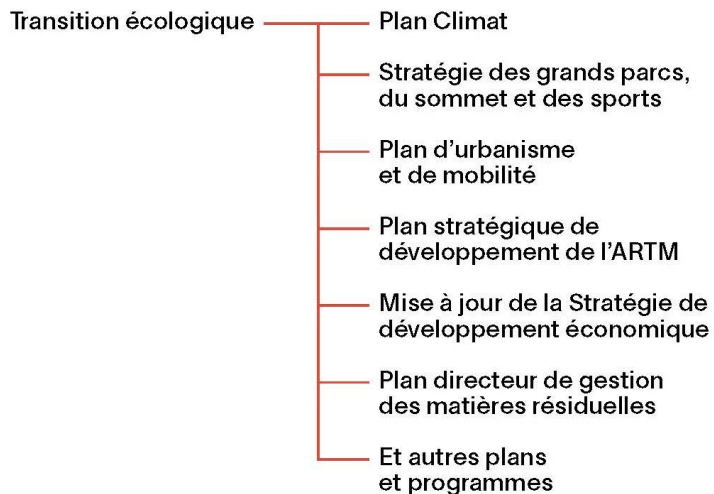 Transition écologique
Plan Climat
Stratégie des grands parcs,
du sommet et des sports
Plan d’urbanisme
et de mobilité
Plan stratégique de
développement de l’ARTM
Mise à jour de la Stratégie de
développement économique
Plan directeur de gestion
des matières résiduelles
Et autres plans
et programmes